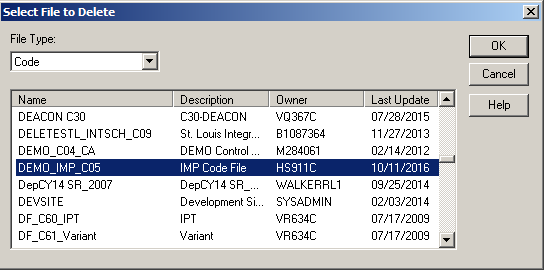 Select File to Delete
File Type:
Code
OK
Cancel
Help
Name Description Owner Last Update
DEACON C30 C30-DEACON VQ367C 07/28/2015
DELETESTL_INTSCH_C09 St. Louis Integr... B1087364 11/27/2013
DEMO_C04_CA DEMO Control ... M284061 02/14/2012
DEMO_IMP_C05 IMP Code File HS911C 10/11/2016
DepCY14 SR_2007 DepCY14 SR_... WALKERRL1 09/25/2014
DEVSITE Development Si... SYSADMIN 02/03/2014
DF_C60_IPT IPT VR634C 07/17/2009
DF_C61_Variant Variant VR634C 07/17/2009